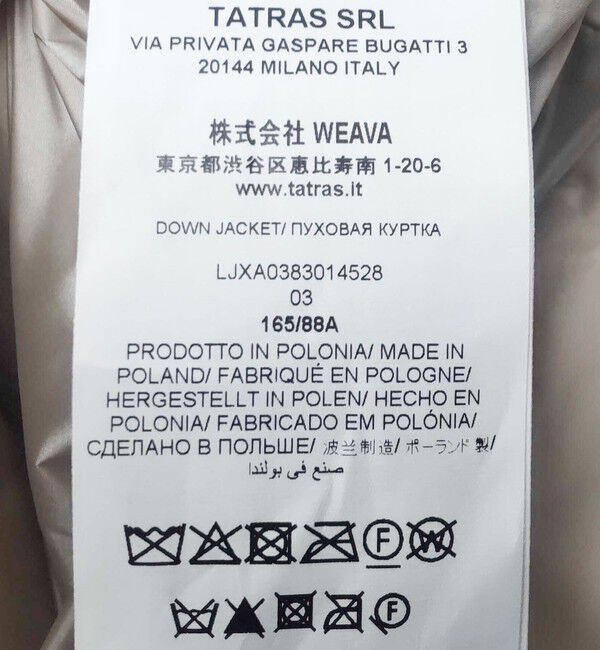 TATRAS SRL
VIA PRIVATA GASPARE BUGATTI 3
20144 MILANO ITALY
株式会社 WEAVA
東京都渋谷区恵比寿南 1-20-6
www.tatras.it
DOWN JACKET/ ПУХОВАЯ КУРТКА
LJXA0383014528
03
165/88A
PRODOTTO IN POLONIA/ MADE IN
POLAND/ FABRIQUÉ EN POLOGNE/
HERGESTELLT IN POLEN/ HECHO EN
POLONIA/ FABRICADO EM POLÓNIA/
СДЕЛАНО В ПОЛЬШЕ/ 波兰制造/ ポーランド製/
صنع في بولندا
F W
F